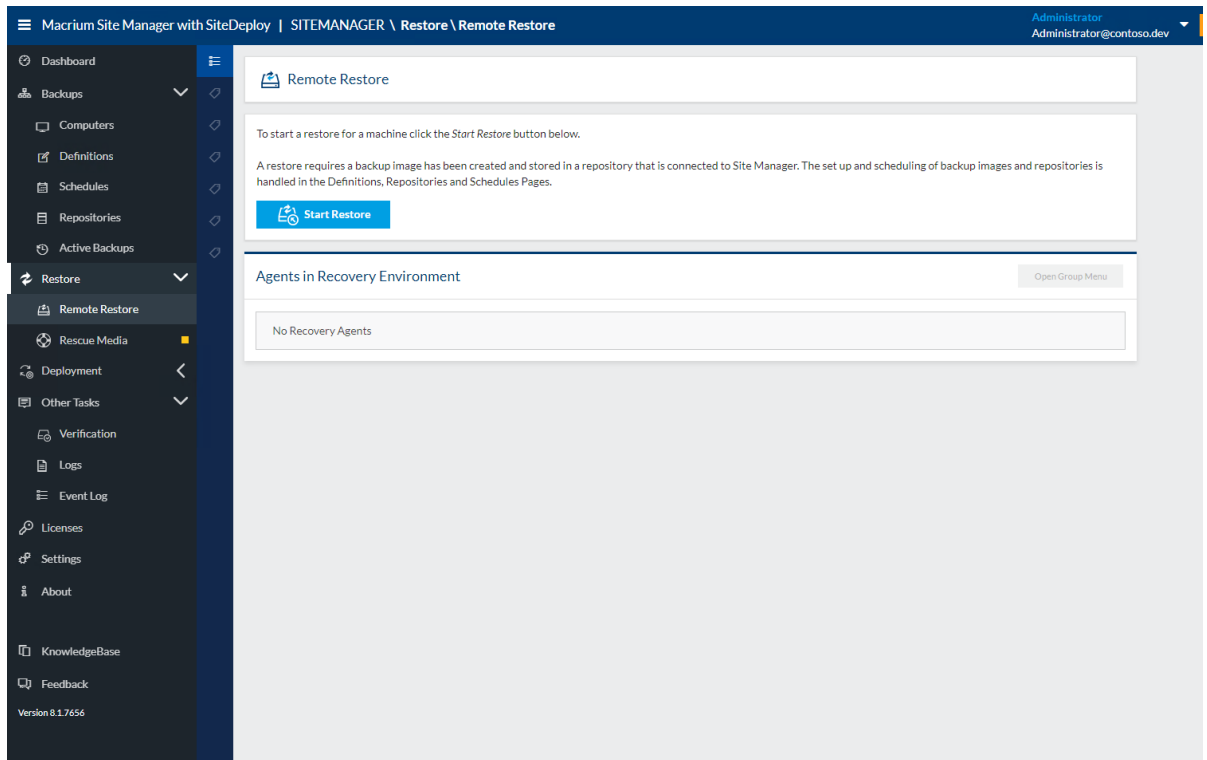 Macrium Site Manager with SiteDeploy | SITEMANAGER \ Restore \ Remote Restore
Administrator
Administrator@contoso.dev
Dashboard
Backups
Computers
Definitions
Schedules
Repositories
Active Backups
Restore
Remote Restore
Rescue Media
Deployment
Other Tasks
Verification
Logs
Event Log
Licenses
Settings
About
KnowledgeBase
Feedback
Version 8.1.7656
Remote Restore
To start a restore for a machine click the Start Restore button below.
A restore requires a backup image has been created and stored in a repository that is connected to Site Manager. The set up and scheduling of backup images and repositories is
handled in the Definitions, Repositories and Schedules Pages.
Start Restore
Agents in Recovery Environment
Open Group Menu
No Recovery Agents